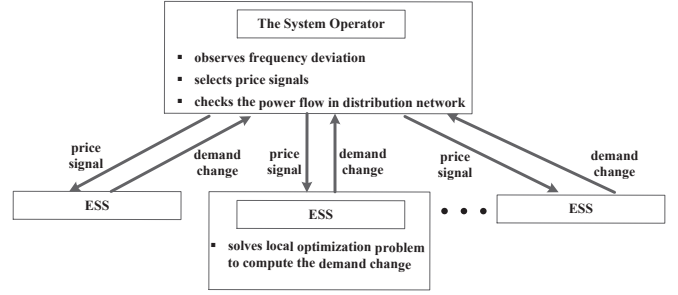 The System Operator
▪ observes frequency deviation
▪ selects price signals
▪ checks the power flow in distribution network
price
signal
demand
change
price
signal
demand
change
price
signal
demand
change
ESS
ESS
▪ solves local optimization problem
to compute the demand change
• • •
ESS